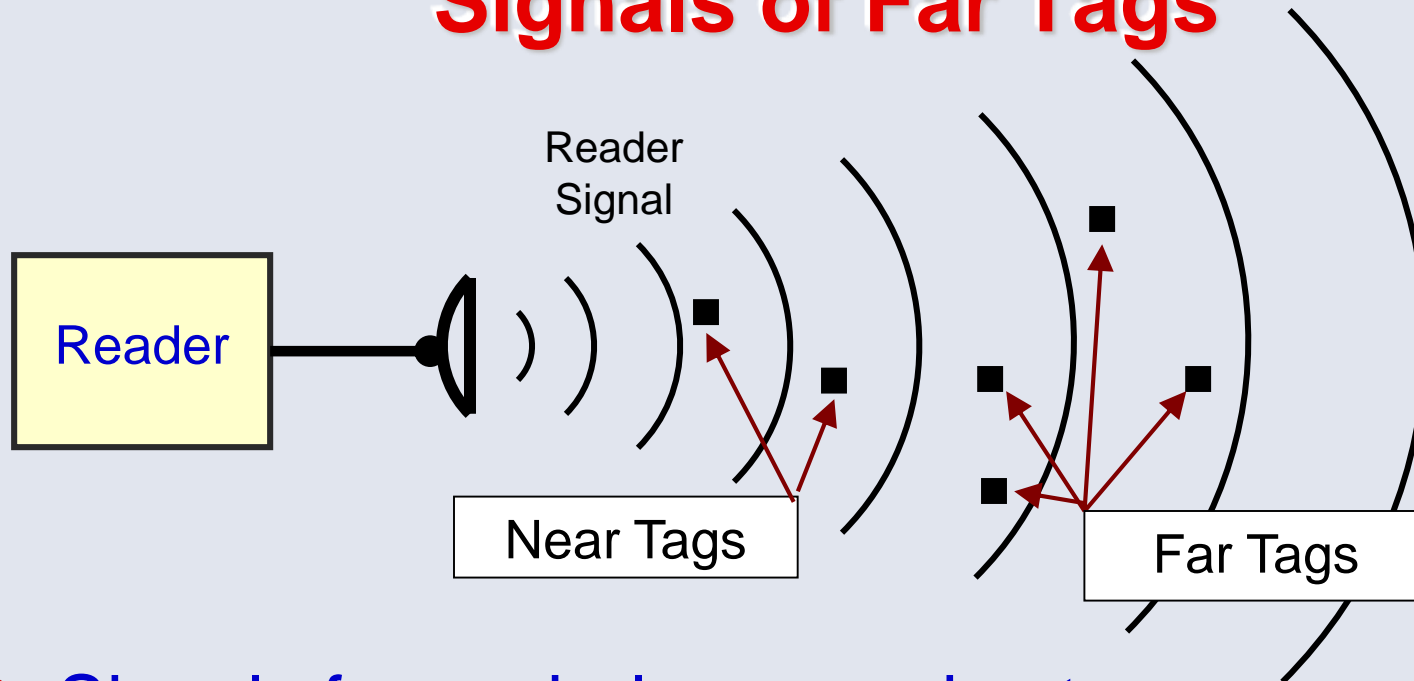 Signals of Far Tags
Reader
Signal
Reader
Near Tags
Far Tags